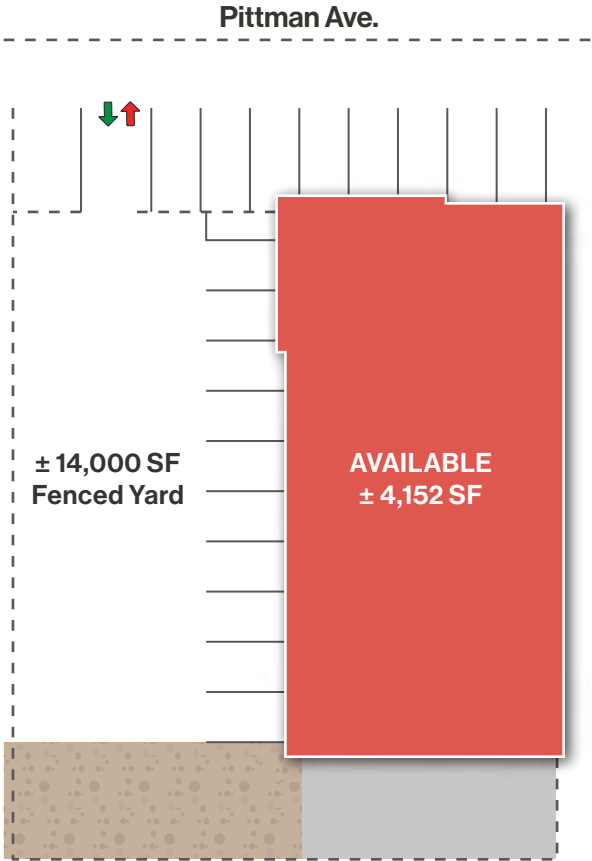 Pittman Ave.
± 14,000 SF
Fenced Yard
AVAILABLE
± 4,152 SF